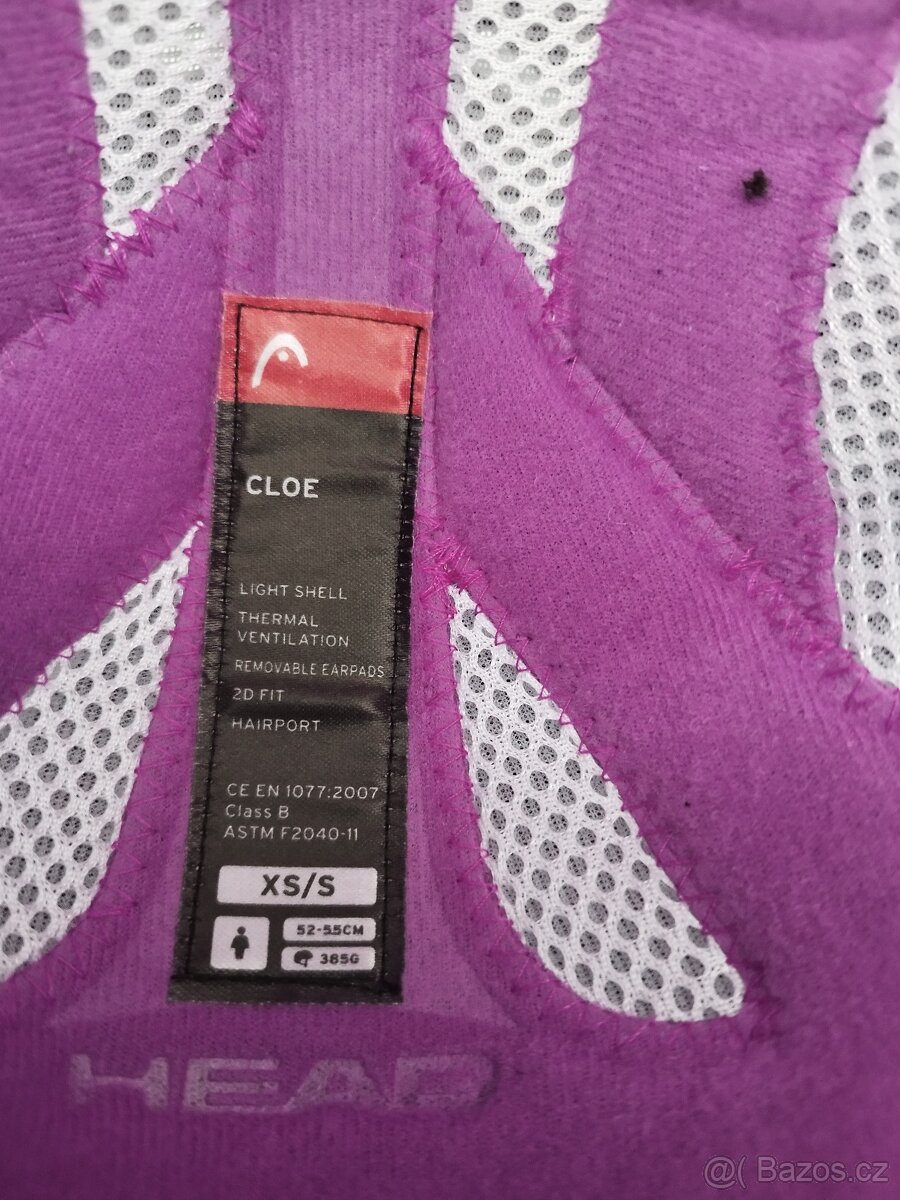 CLOE
LIGHT SHELL
THERMAL
VENTILATION
REMOVABLE EARPADS
2D FIT
HAIRPORT
CE EN 1077:2007
Class B
ASTM F2040-11
XS/S
52-55CM
385G
HEAD
@( Bazos.cz